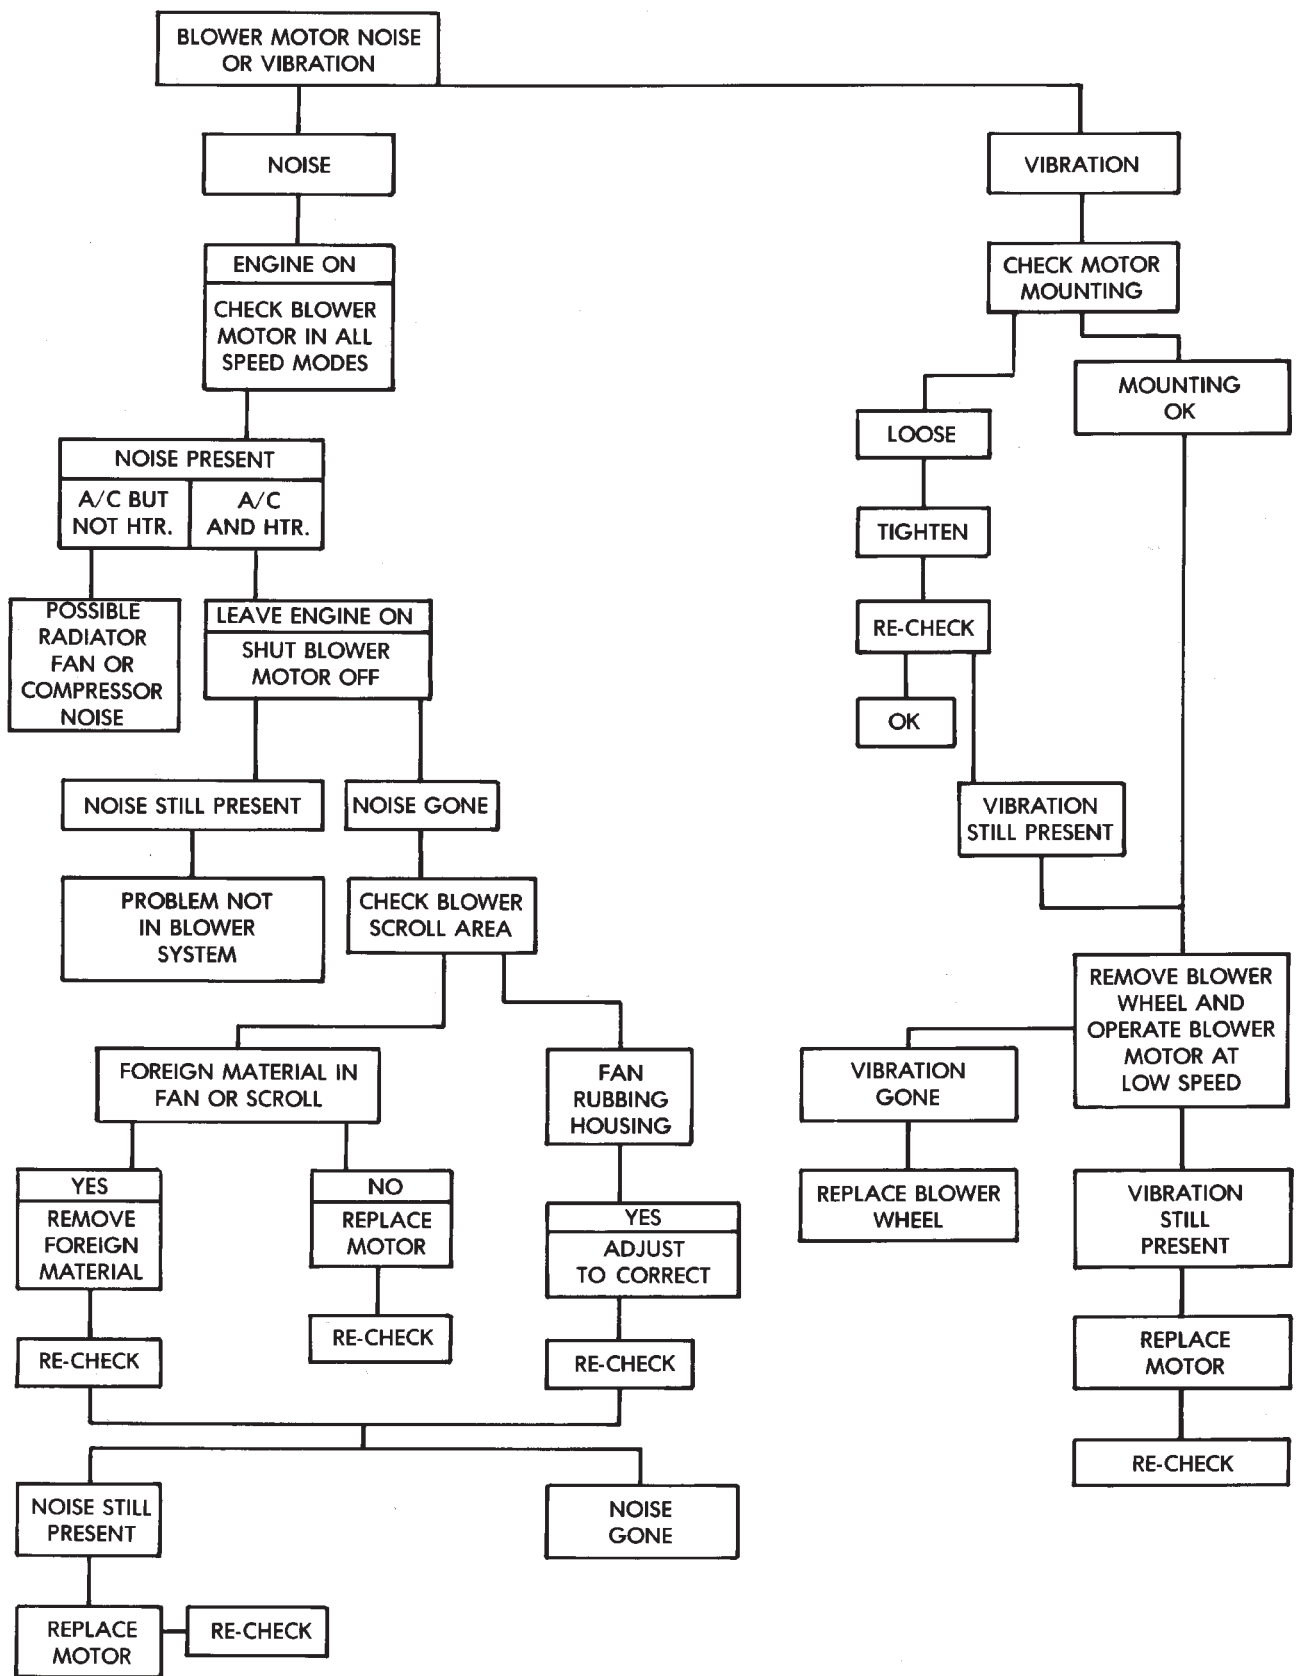 BLOWER MOTOR NOISE
OR VIBRATION
NOISE
ENGINE ON
CHECK BLOWER
MOTOR IN ALL
SPEED MODES
NOISE PRESENT
A/C BUT
NOT HTR.
A/C
AND HTR.
POSSIBLE
RADIATOR
FAN OR
COMPRESSOR
NOISE
LEAVE ENGINE ON
SHUT BLOWER
MOTOR OFF
NOISE STILL PRESENT
NOISE GONE
PROBLEM NOT
IN BLOWER
SYSTEM
CHECK BLOWER
SCROLL AREA
FOREIGN MATERIAL IN
FAN OR SCROLL
FAN
RUBBING
HOUSING
YES
REMOVE
FOREIGN
MATERIAL
NO
REPLACE
MOTOR
YES
ADJUST
TO CORRECT
RE-CHECK
RE-CHECK
RE-CHECK
NOISE STILL
PRESENT
NOISE
GONE
REPLACE
MOTOR
RE-CHECK
VIBRATION
CHECK MOTOR
MOUNTING
LOOSE
MOUNTING
OK
TIGHTEN
RE-CHECK
OK
VIBRATION
STILL PRESENT
REMOVE BLOWER
WHEEL AND
OPERATE BLOWER
MOTOR AT
LOW SPEED
VIBRATION
GONE
REPLACE BLOWER
WHEEL
VIBRATION
STILL
PRESENT
REPLACE
MOTOR
RE-CHECK